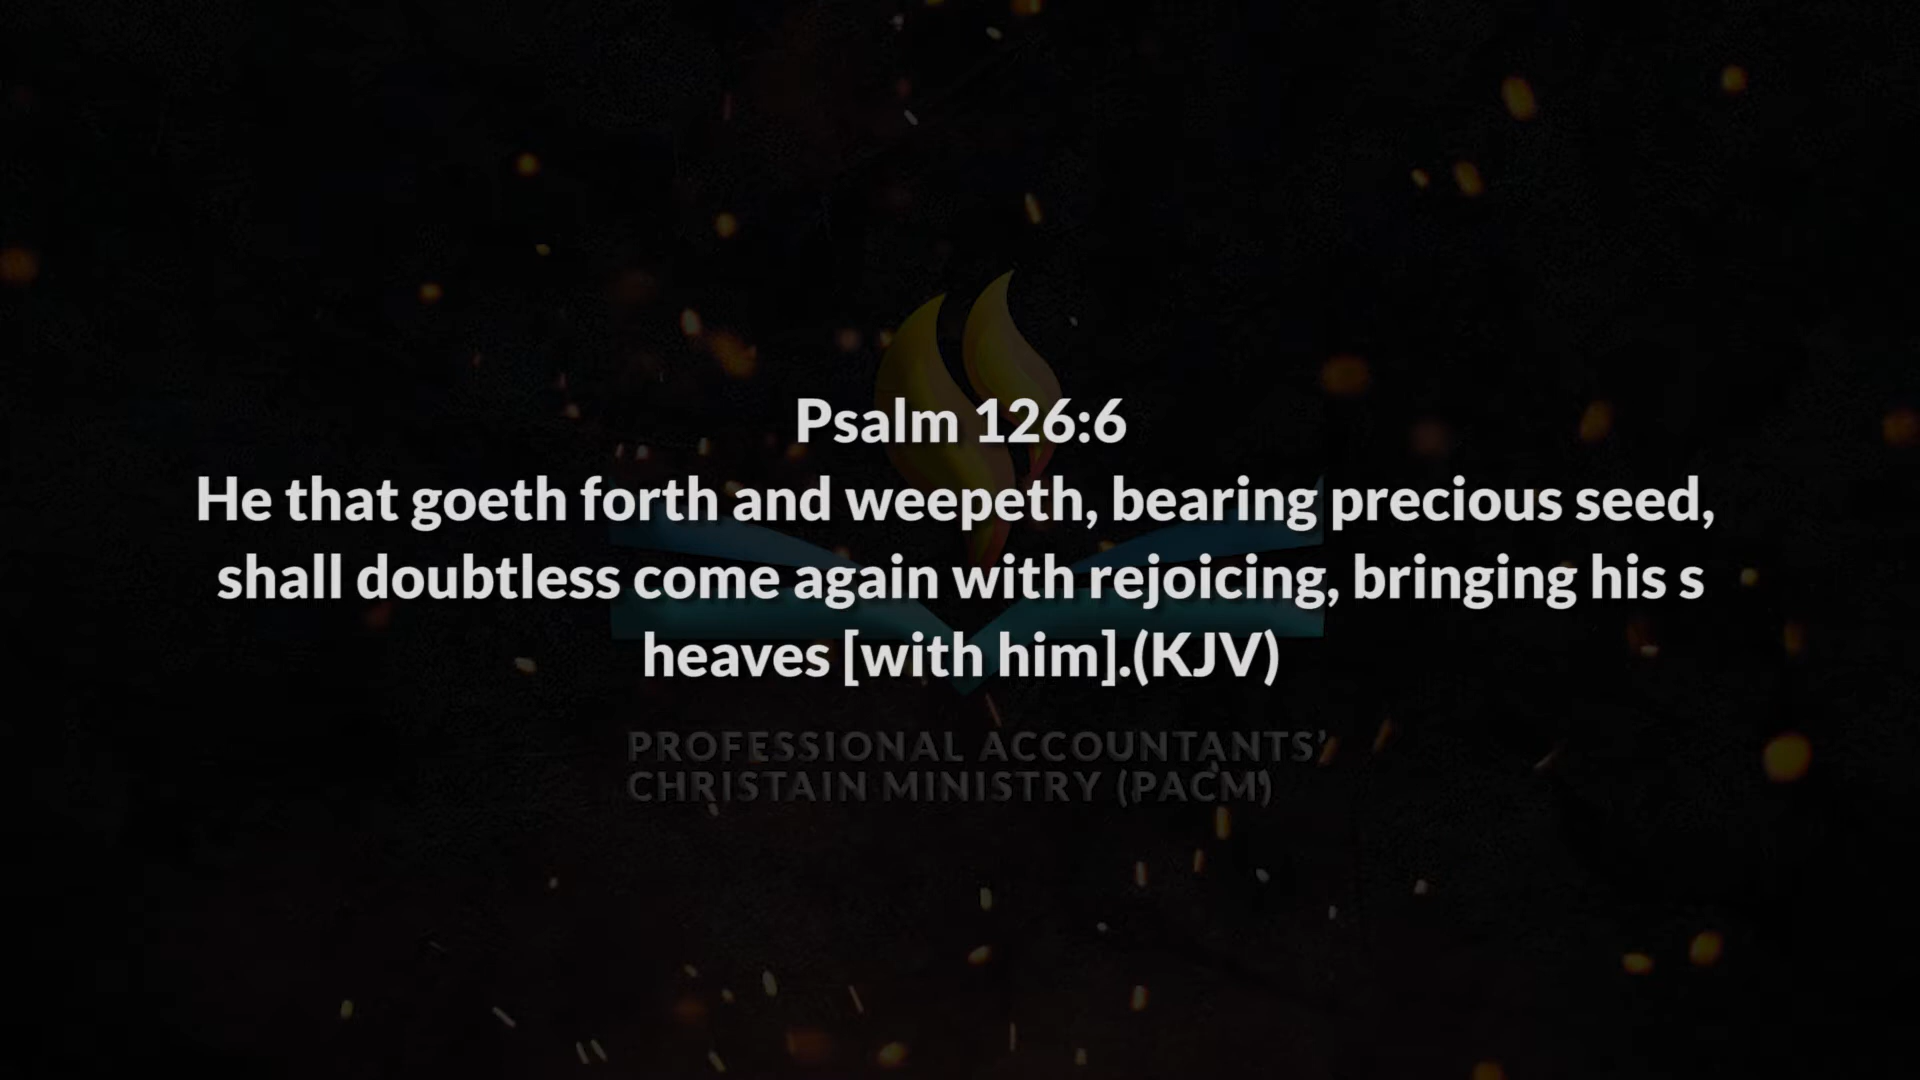 Psalm 126:6
He that goeth forth and weepeth, bearing precious seed,
shall doubtless come again with rejoicing, bringing his s
heaves [with him].(KJV)
PROFESSIONAL ACCOUNTANTS'
CHRISTAIN MINISTRY (PACM)